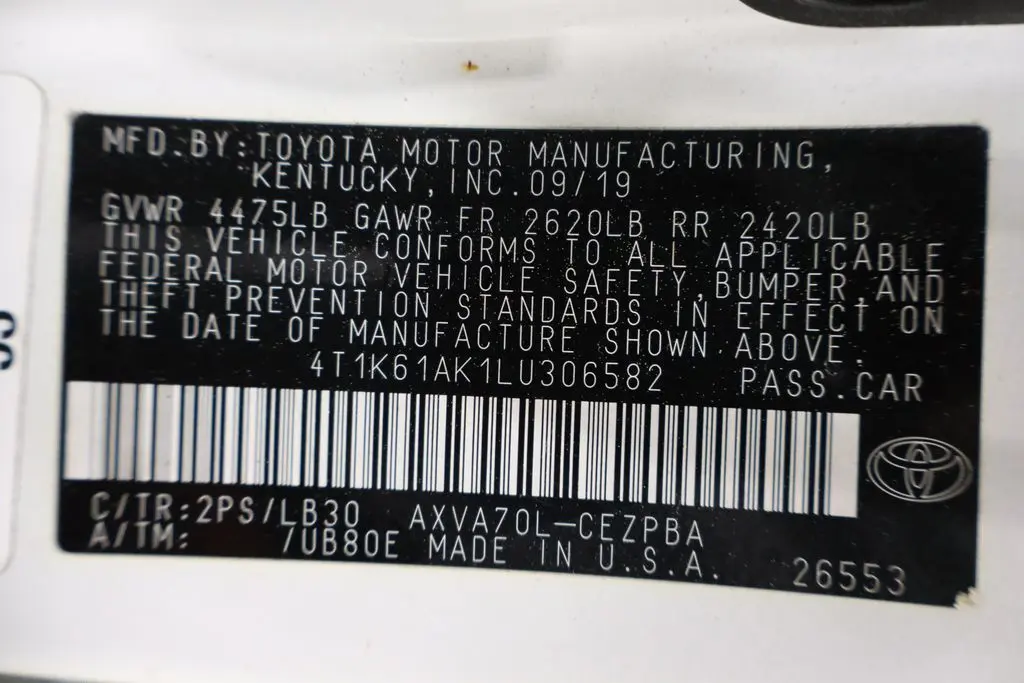 MFD.BY:TOYOTA MOTOR MANUFACTURING,
KENTUCKY, INC.09/19
GVWR 4475LB GAWR FR 2620LB RR 2420LB
THIS VEHICLE CONFORMS TO ALL APPLICABLE
FEDERAL MOTOR VEHICLE SAFETY,BUMPER,AND
THEFT PREVENTION STANDARDS IN EFFECT ON
THE DATE OF MANUFACTURE SHOWN ABOVE.
4T1K61AK1LU306582 PASS.CAR
C/TR:2PS/LB30 AXVA70L-CEZPBA
A/TM: /UB80E MADE IN U.S.A. 26553